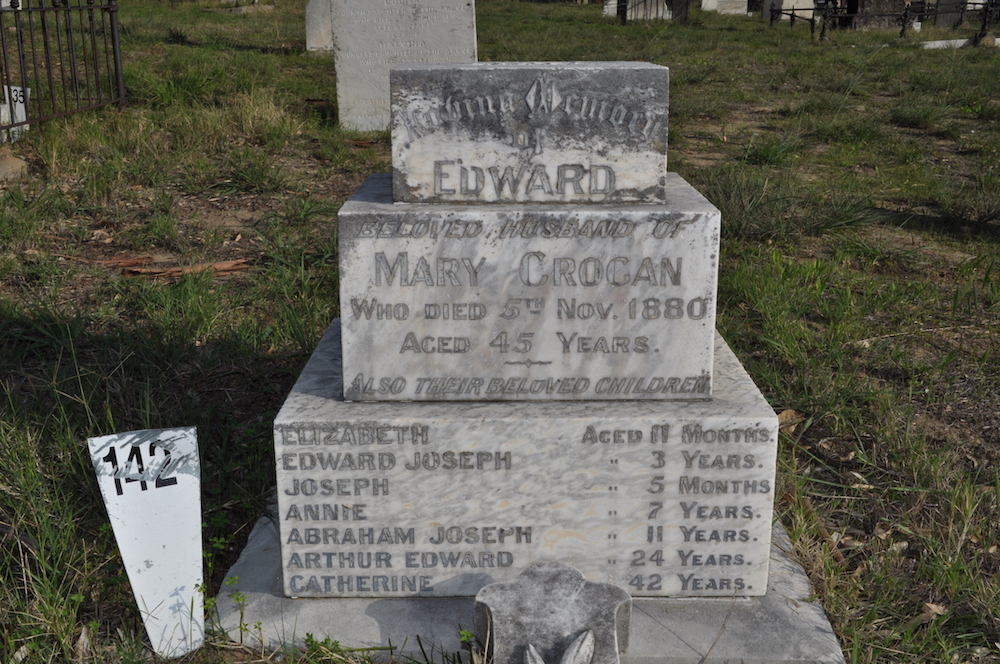 In Loving Memory
of
EDWARD
BELOVED HUSBAND OF
MARY CROGAN
WHO DIED 5TH NOV. 1880
AGED 45 YEARS.
ALSO THEIR BELOVED CHILDREN
ELIZABETH AGED 11 MONTHS.
EDWARD JOSEPH " 3 YEARS.
JOSEPH " 5 MONTHS
ANNIE " 7 YEARS.
ABRAHAM JOSEPH " 11 YEARS.
ARTHUR EDWARD " 24 YEARS.
CATHERINE 42 YEARS.
142
35